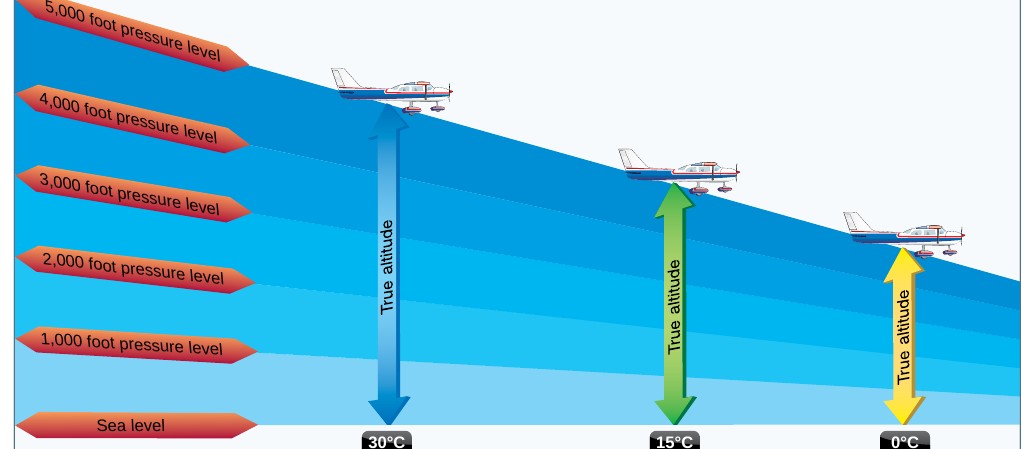 5,000 foot pressure level
4,000 foot pressure level
3,000 foot pressure level
2,000 foot pressure level
1,000 foot pressure level
Sea level
True altitude
True altitude
True altitude
30°C
15°C
0°C